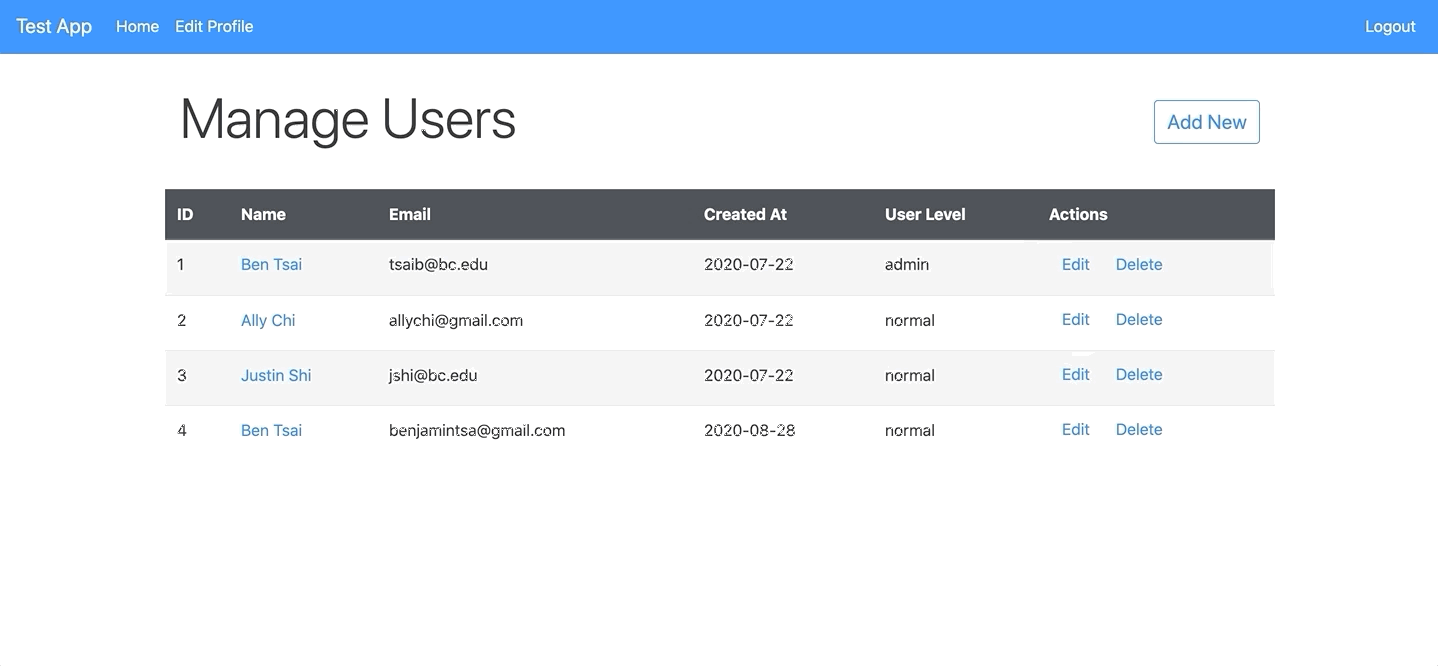 Test App Home Edit Profile Logout
Manage Users Add New
ID Name Email Created At User Level Actions
1 Ben Tsai tsaib@bc.edu 2020-07-22 admin Edit Delete
2 Ally Chi allychi@gmail.com 2020-07-22 normal Edit Delete
3 Justin Shi jshi@bc.edu 2020-07-22 normal Edit Delete
4 Ben Tsai benjamintsa@gmail.com 2020-08-28 normal Edit Delete